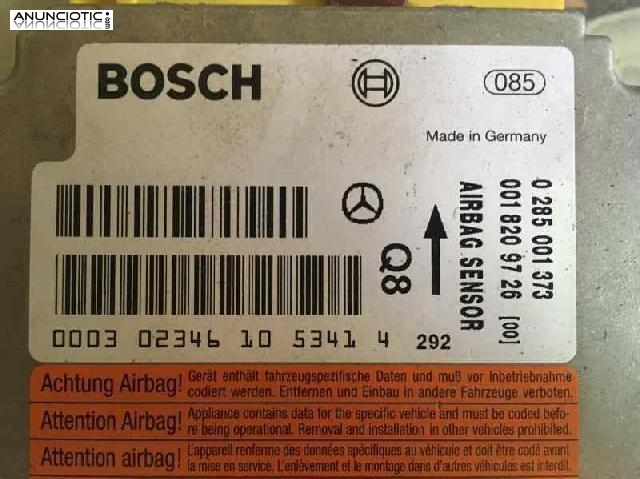 ANUNCIOTIC.com
BOSCH
085
Made in Germany
0 285 001 373
001 820 97 26 [00]
AIRBAG SENSOR
Q8
0003 02346 10 5341 4
292
Achtung Airbag! Gerät enthält fahrzeugspezifische Daten und muß vor Inbetriebnahme
codiert werden. Entfernen und Einbau in andere Fahrzeuge verboten.
Attention Airbag! Appliance contains data for the specific vehicle and must be coded befo-
re being operational. Removal and installation in other vehicles prohibited.
Attention airbag! L'appareil renferme des données spécifiques au véhicule et doit être codé avant
la mise en service. L'enlèvement et le montage dans d'autres véhicules est interdit.